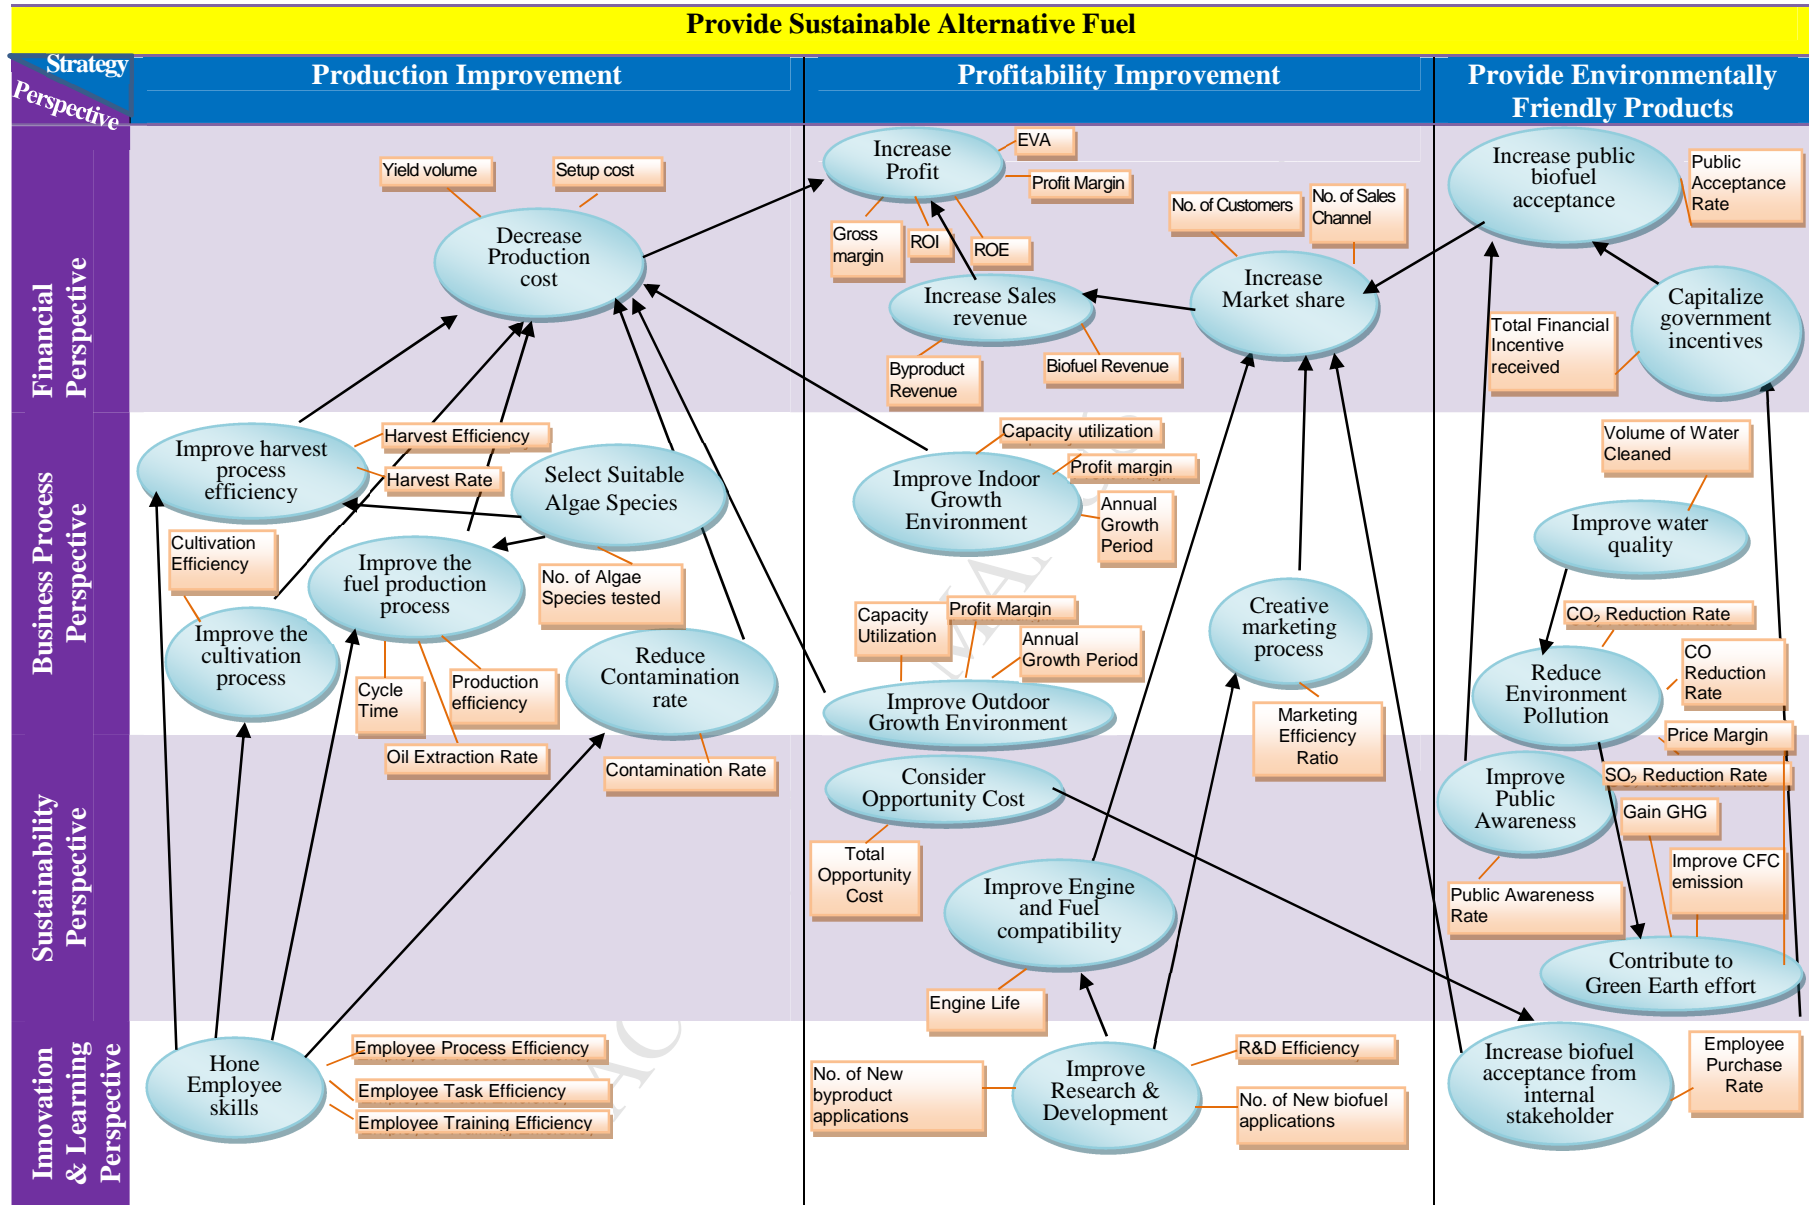 Provide Sustainable Alternative Fuel
Strategy
Perspective
Production Improvement
Profitability Improvement
Provide Environmentally
Friendly Products
Financial
Perspective
Yield volume
Setup cost
Decrease
Production
cost
Increase
Profit
EVA
Profit Margin
Gross
margin
ROI
ROE
No. of Customers
No. of Sales
Channel
Increase Sales
revenue
Increase
Market share
Byproduct
Revenue
Biofuel Revenue
Increase public
biofuel
acceptance
Public
Acceptance
Rate
Capitalize
government
incentives
Total Financial
Incentive
received
Business Process
Perspective
Improve harvest
process
efficiency
Harvest Efficiency
Harvest Rate
Select Suitable
Algae Species
Cultivation
Efficiency
Improve the
fuel production
process
No. of Algae
Species tested
Improve the
cultivation
process
Cycle
Time
Production
efficiency
Oil Extraction Rate
Reduce
Contamination
rate
Contamination Rate
Capacity utilization
Profit margin
Improve Indoor
Growth
Environment
Annual
Growth
Period
Capacity
Utilization
Profit Margin
Annual
Growth Period
Improve Outdoor
Growth Environment
Creative
marketing
process
Marketing
Efficiency
Ratio
Volume of Water
Cleaned
Improve water
quality
CO₂ Reduction Rate
Reduce
Environment
Pollution
CO
Reduction
Rate
Price Margin
SO₂ Reduction Rate
Sustainability
Perspective
Consider
Opportunity Cost
Total
Opportunity
Cost
Improve Engine
and Fuel
compatibility
Engine Life
Improve
Public
Awareness
Gain GHG
Improve CFC
emission
Public Awareness
Rate
Contribute to
Green Earth effort
Innovation
& Learning
Perspective
Hone
Employee
skills
Employee Process Efficiency
Employee Task Efficiency
Employee Training Efficiency
No. of New
byproduct
applications
Improve
Research &
Development
R&D Efficiency
No. of New biofuel
applications
Increase biofuel
acceptance from
internal
stakeholder
Employee
Purchase
Rate